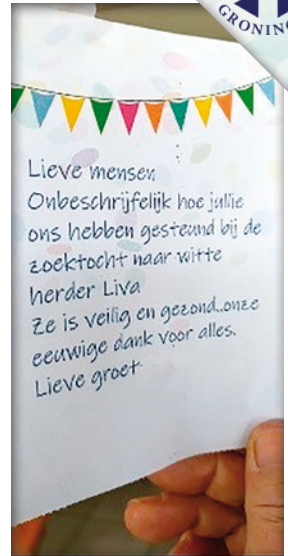 GRONING
Lieve mensen
Onbeschrijfelijk hoe jullie
ons hebben gesteund bij de
zoektocht naar witte
herder Liva
Ze is veilig en gezond..onze
eeuwige dank voor alles.
Lieve groet